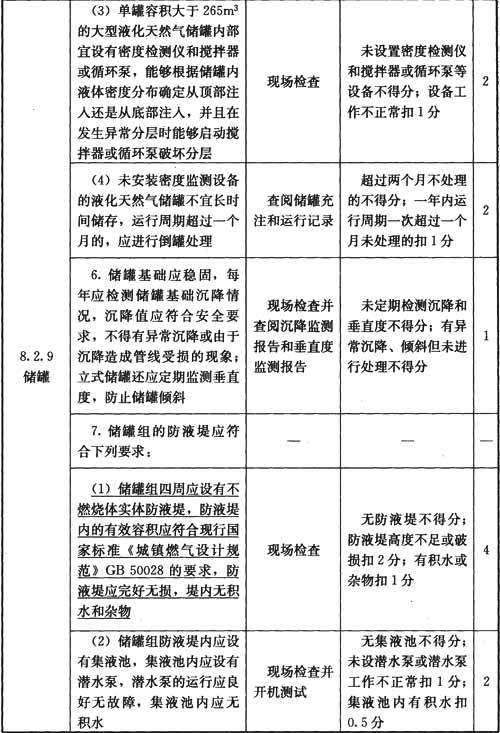 （3）单罐容积大于 265m³
的大型液化天然气储罐内部
宜设有密度检测仪和搅拌器
或循环泵，能够根据储罐内
液体密度分布确定从顶部注
入还是从底部注入，并且在
发生异常分层时能够启动搅
拌器或循环泵破坏分层
现场检查
未设置密度检测仪
和搅拌器或循环泵等
设备不得分；设备工
作不正常扣 1 分
2
（4）未安装密度监测设备
的液化天然气储罐不宜长时
间储存，运行周期超过一个
月的，应进行倒罐处理
查阅储罐充
注和运行记录
超过两个月不处理
的不得分；一年内运
行周期一次超过一个
月未处理的扣 1 分
2
8.2.9
储罐
6. 储罐基础应稳固，每
年应检测储罐基础沉降情
况，沉降值应符合安全要
求，不得有异常沉降或由于
沉降造成管线受损的现象；
立式储罐还应定期监测垂直
度，防止储罐倾斜
现场检查并
查阅沉降监测
报告和垂直度
监测报告
未定期检测沉降和
垂直度不得分；有异
常沉降、倾斜但未进
行处理不得分
1
7. 储罐组的防液堤应符
合下列要求：
—
—
—
（1）储罐组四周应设有不
燃烧体实体防液堤，防液堤
内的有效容积应符合现行国
家标准《城镇燃气设计规
范》GB 50028 的要求，防
液堤应完好无损，堤内无积
水和杂物
现场检查
无防液堤不得分；
防液堤高度不足或破
损扣 2 分；有积水或
杂物扣 1 分
4
（2）储罐组防液堤内应设
有集液池，集液池内应设有
潜水泵，潜水泵的运行应良
好无故障，集液池内应无
积水
现场检查并
开机测试
无集液池不得分；
未设潜水泵或潜水泵
工作不正常扣 1 分；
集液池内有积水扣
0.5 分
2